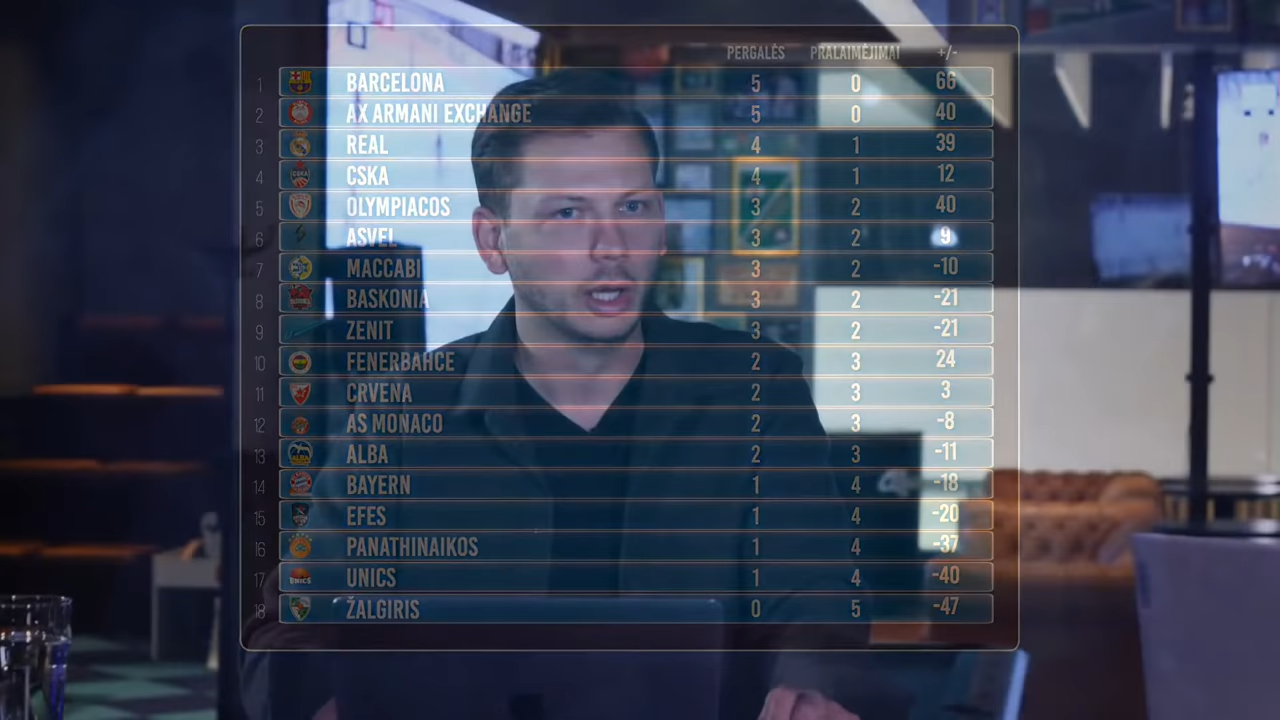 PERGALĖS PRALAIMĖJIMAI +/-
1 BARCELONA 5 0 66
2 AX ARMANI EXCHANGE 5 0 40
3 REAL 4 1 39
4 CSKA 4 1 12
5 OLYMPIACOS 3 2 40
6 ASVEL 3 2 9
7 MACCABI 3 2 -10
8 BASKONIA 3 2 -21
9 ZENIT 3 2 -21
10 FENERBAHCE 2 3 24
11 CRVENA 2 3 3
12 AS MONACO 2 3 -8
13 ALBA 2 3 -11
14 BAYERN 1 4 -18
15 EFES 1 4 -20
16 PANATHINAIKOS 1 4 -37
17 UNICS 1 4 -40
18 ŽALGIRIS 0 5 -47